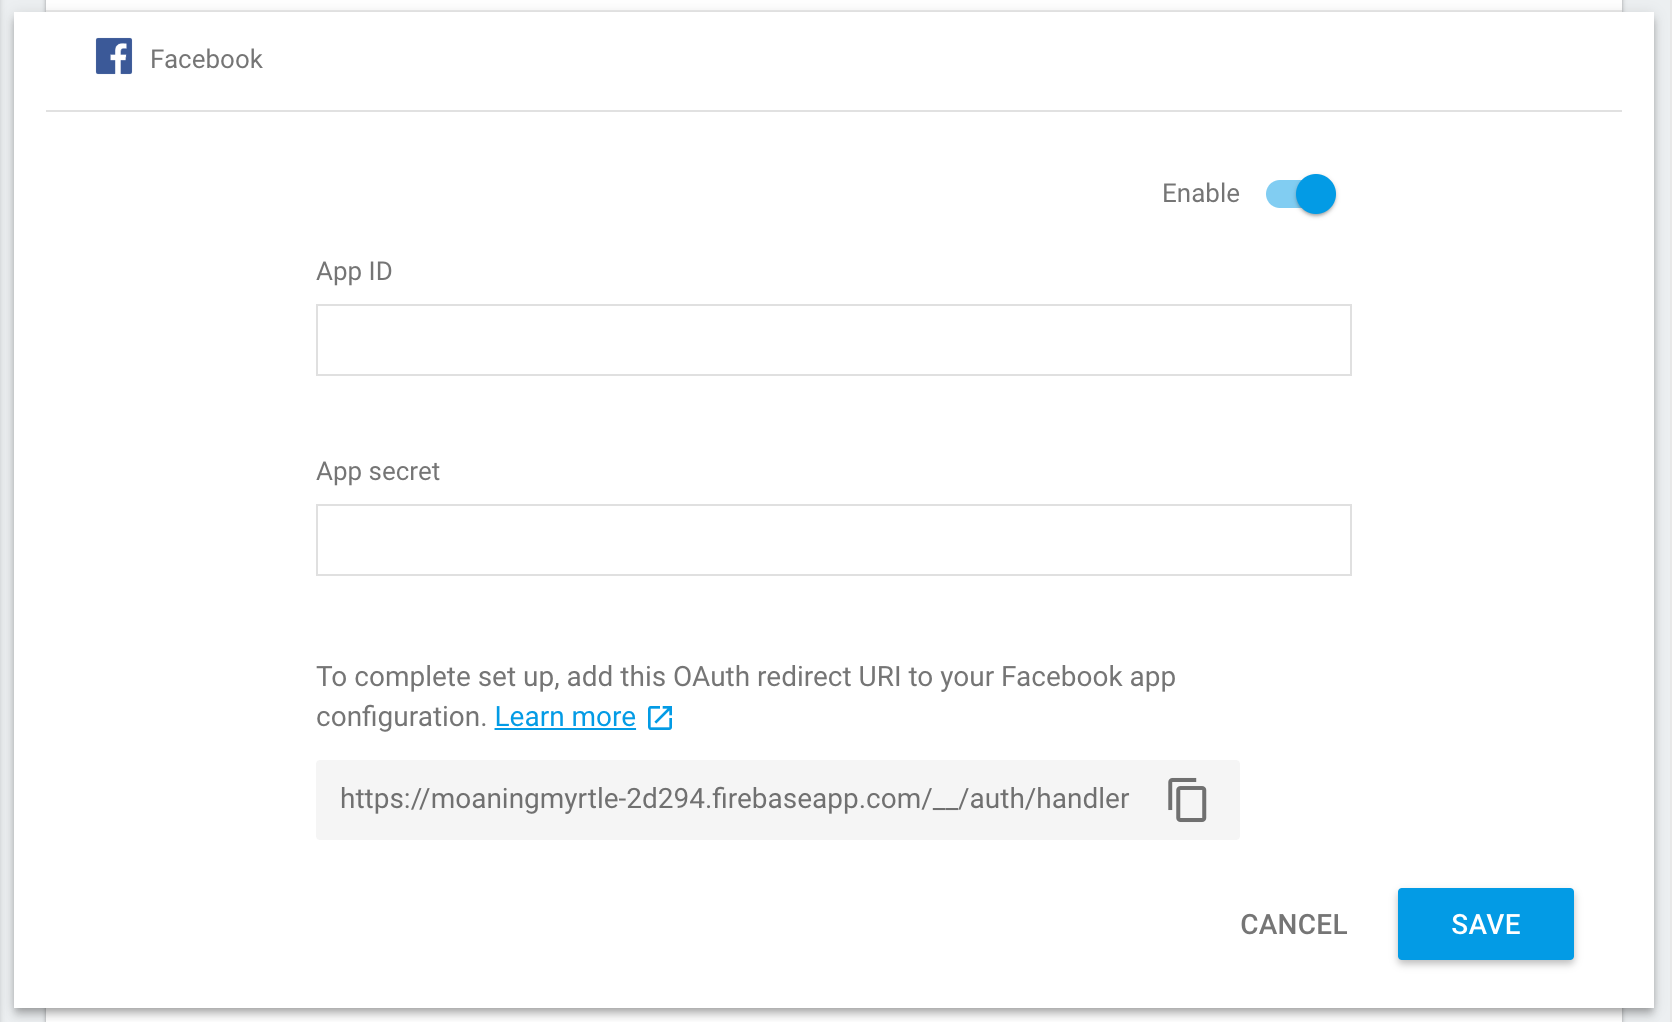 Facebook
Enable
App ID
App secret
To complete set up, add this OAuth redirect URI to your Facebook app
configuration. Learn more
https://moaningmyrtle-2d294.firebaseapp.com/__/auth/handler
CANCEL SAVE